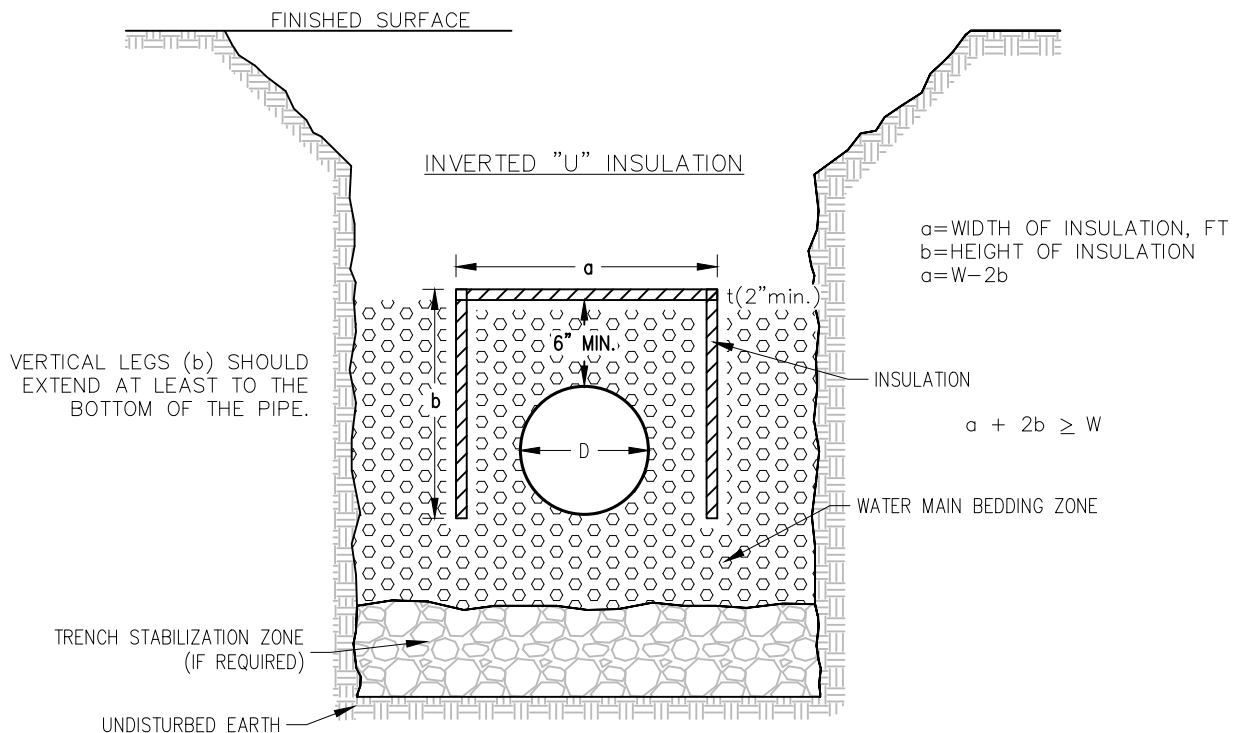 FINISHED SURFACE
INVERTED "U" INSULATION
a=WIDTH OF INSULATION, FT
b=HEIGHT OF INSULATION
a=W-2b
a
t(2"min.)
6" MIN.
VERTICAL LEGS (b) SHOULD
EXTEND AT LEAST TO THE
BOTTOM OF THE PIPE.
b
INSULATION
a + 2b ≥ W
D
WATER MAIN BEDDING ZONE
TRENCH STABILIZATION ZONE
(IF REQUIRED)
UNDISTURBED EARTH